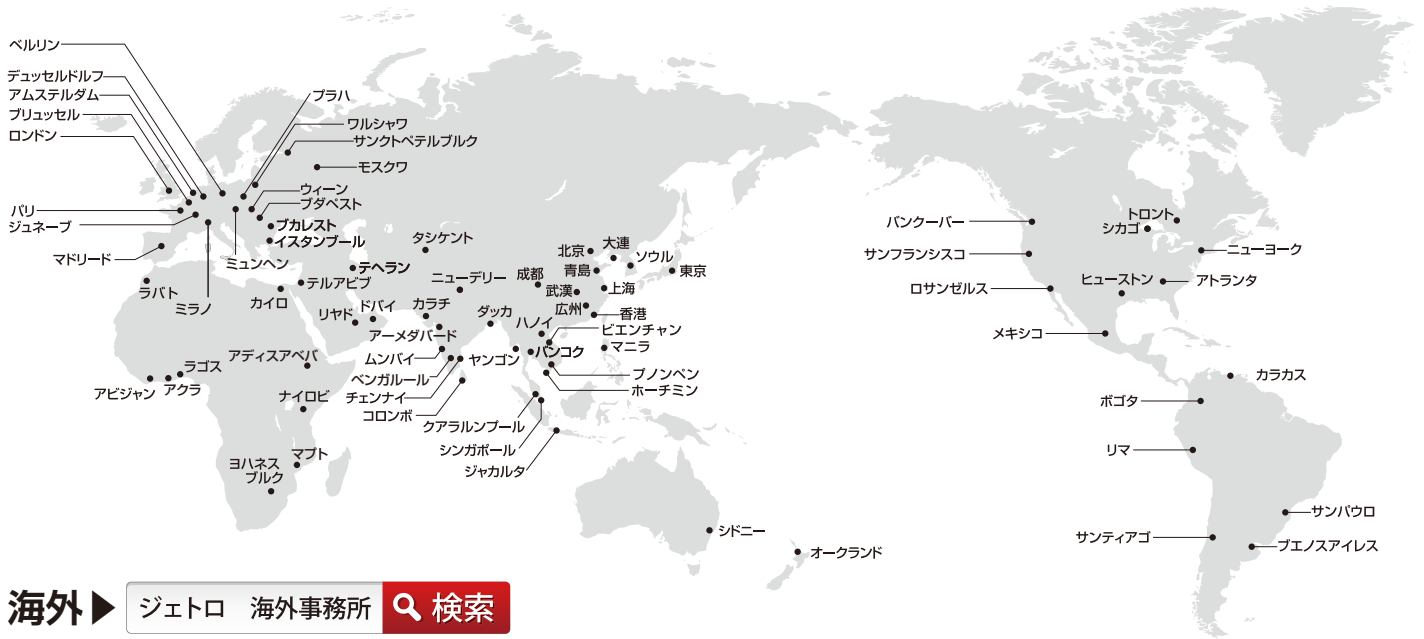 ベルリン
デュッセルドルフ
アムステルダム
ブリュッセル
ロンドン
パリ
ジュネーブ
マドリード
プラハ
ワルシャワ
サンクトペテルブルク
モスクワ
ウィーン
ブダペスト
ブカレスト
イスタンブール
ミュンヘン
ミラノ
ラバト
カイロ
テルアビブ
テヘラン
タシケント
リヤド
ドバイ
カラチ
ニューデリー
アーメダバード
ムンバイ
ベンガルール
チェンナイ
コロンボ
ダッカ
ヤンゴン
北京
大連
ソウル
東京
成都
青島
武漢
上海
広州
香港
ハノイ
ビエンチャン
バンコク
マニラ
プノンペン
ホーチミン
クアラルンプール
シンガポール
ジャカルタ
アディスアベバ
ラゴス
アビジャン
アクラ
ナイロビ
マプト
ヨハネス
ブルク
シドニー
オークランド
バンクーバー
サンフランシスコ
ロサンゼルス
メキシコ
トロント
シカゴ
ニューヨーク
ヒューストン
アトランタ
カラカス
ボゴタ
リマ
サンパウロ
サンティアゴ
ブエノスアイレス
海外▶ ジェトロ 海外事務所 検索